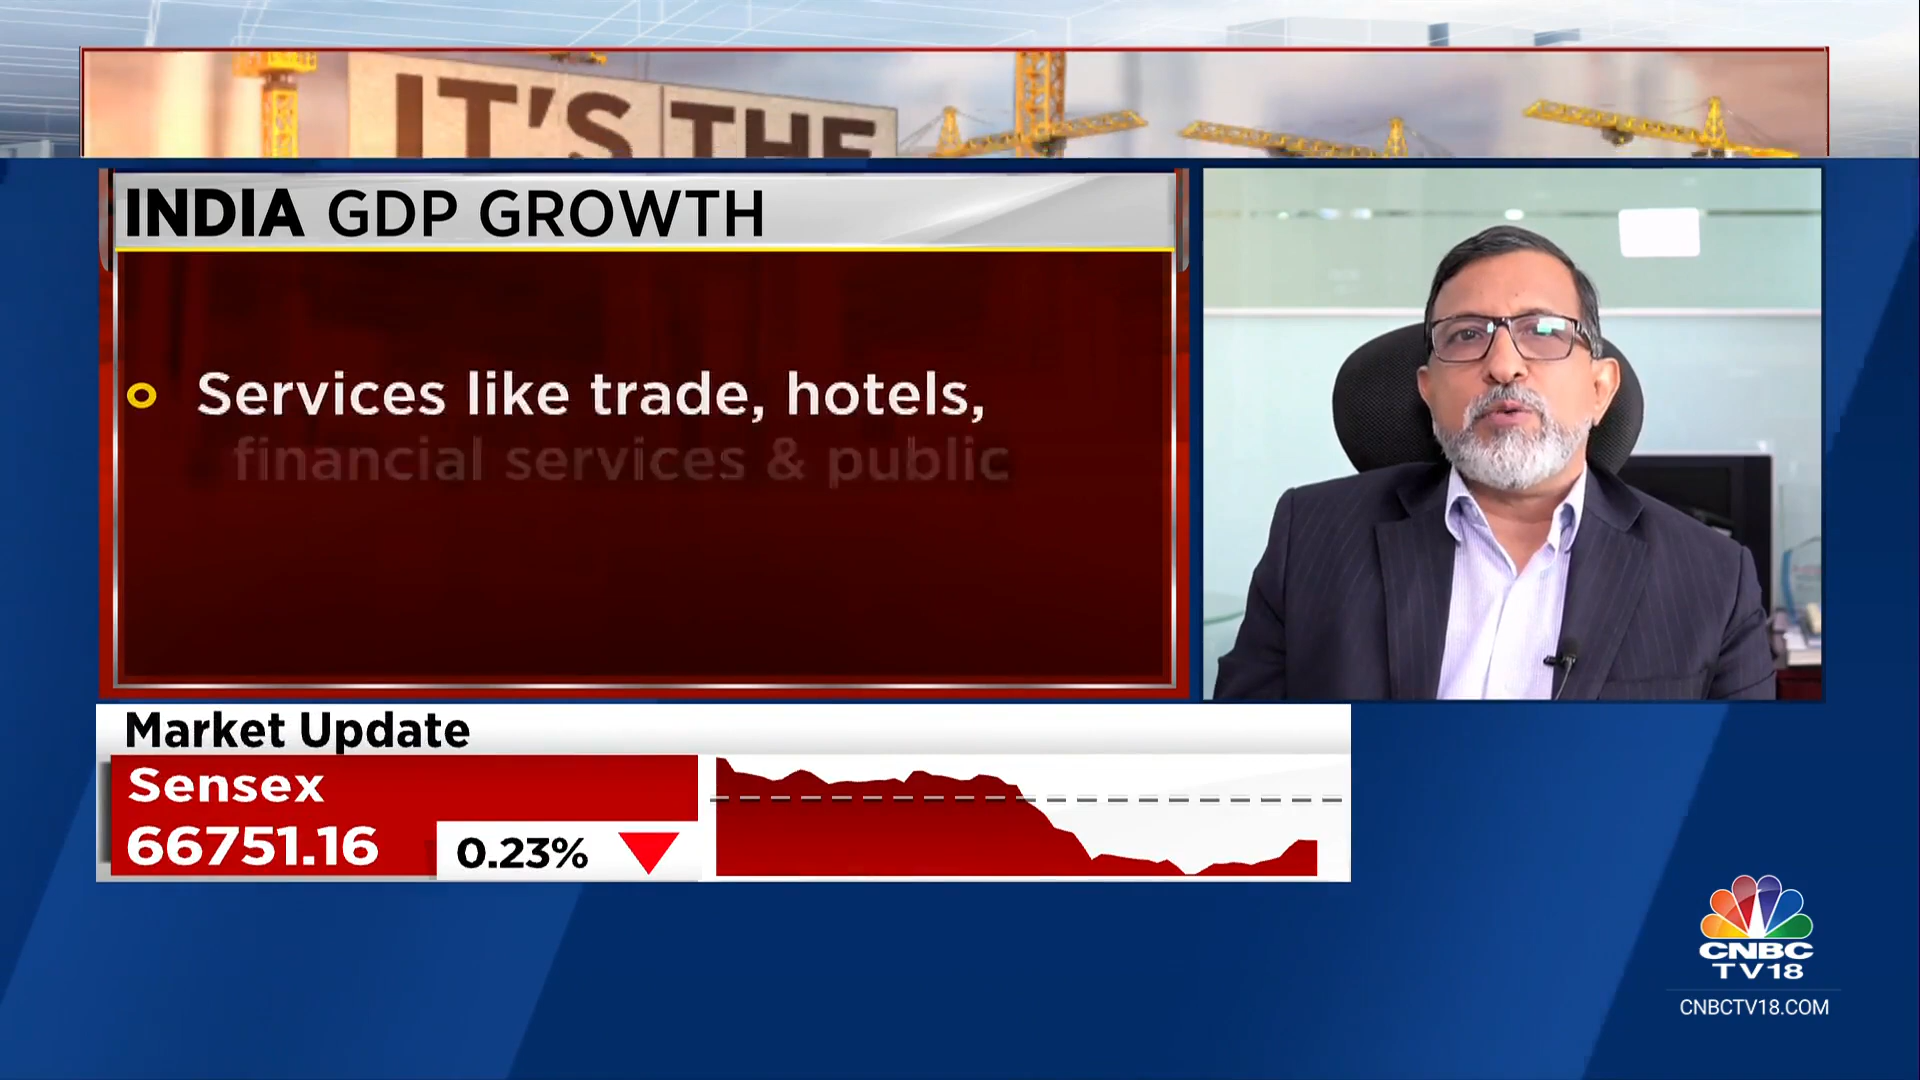 IT'S THE
INDIA GDP GROWTH
Services like trade, hotels,
financial services & public
Market Update
Sensex
66751.16
0.23%
CNBC
TV18
CNBCTV18.COM